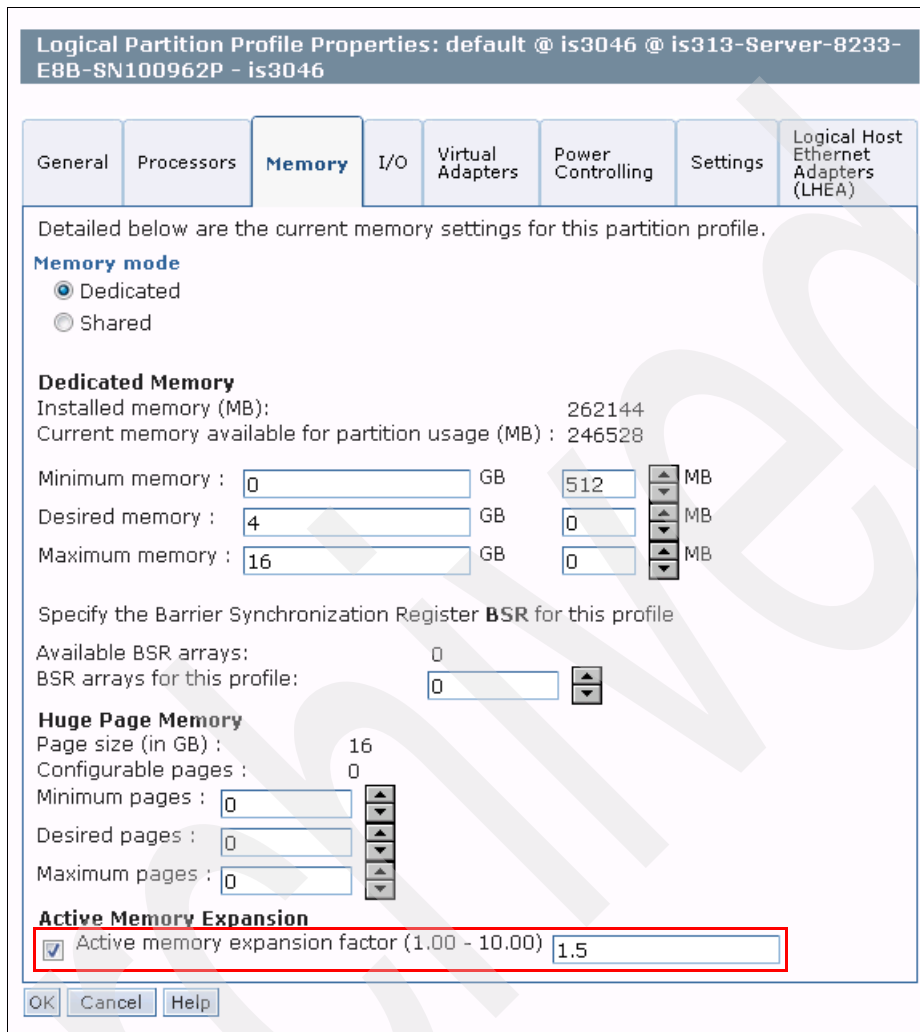 Logical Partition Profile Properties: default @ is3046 @ is313-Server-8233-
E8B-SN100962P - is3046
General Processors Memory I/O Virtual Adapters Power Controlling Settings Logical Host Ethernet Adapters (LHEA)
Detailed below are the current memory settings for this partition profile.
Memory mode
Dedicated
Shared
Dedicated Memory
Installed memory (MB): 262144
Current memory available for partition usage (MB) : 246528
Minimum memory : 0 GB 512 MB
Desired memory : 4 GB 0 MB
Maximum memory : 16 GB 0 MB
Specify the Barrier Synchronization Register BSR for this profile
Available BSR arrays: 0
BSR arrays for this profile: 0
Huge Page Memory
Page size (in GB) : 16
Configurable pages : 0
Minimum pages : 0
Desired pages : 0
Maximum pages : 0
Active Memory Expansion
Active memory expansion factor (1.00 - 10.00) 1.5
OK Cancel Help